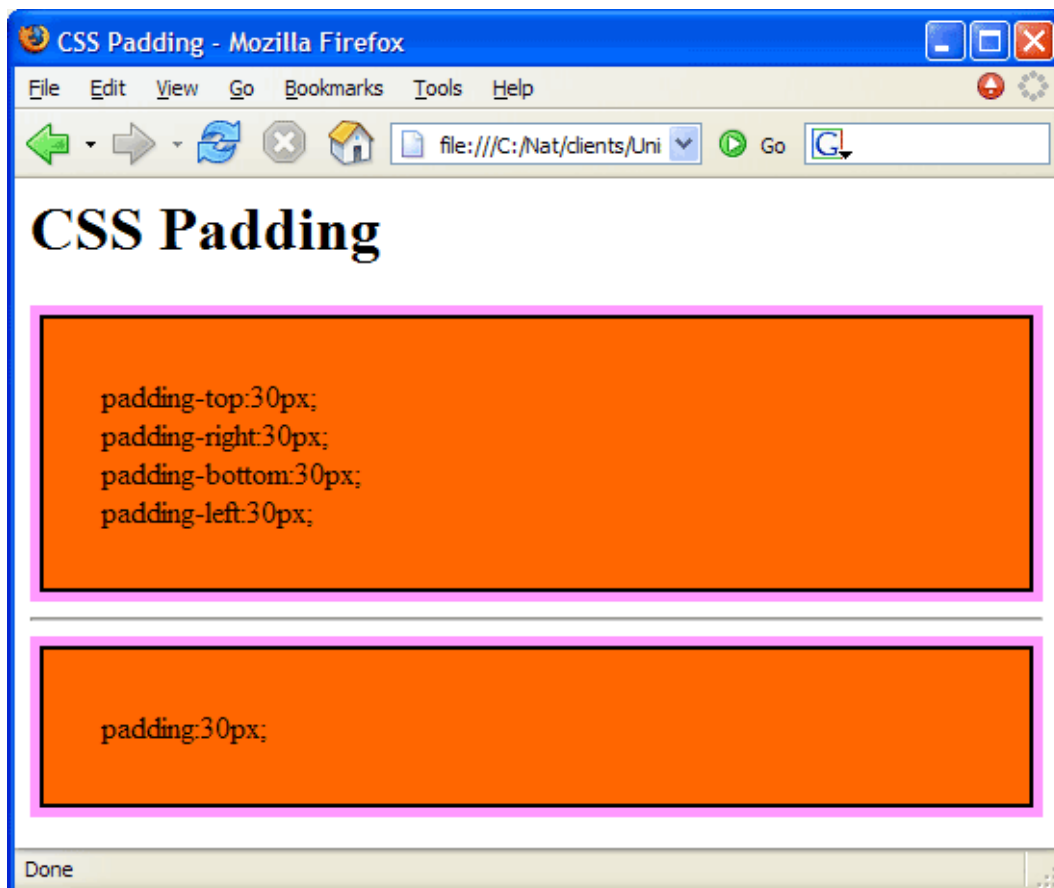 CSS Padding - Mozilla Firefox
File Edit View Go Bookmarks Tools Help
file:///C:/Nat/clients/Uni Go G
CSS Padding
padding-top:30px;
padding-right:30px;
padding-bottom:30px;
padding-left:30px;
padding:30px;
Done